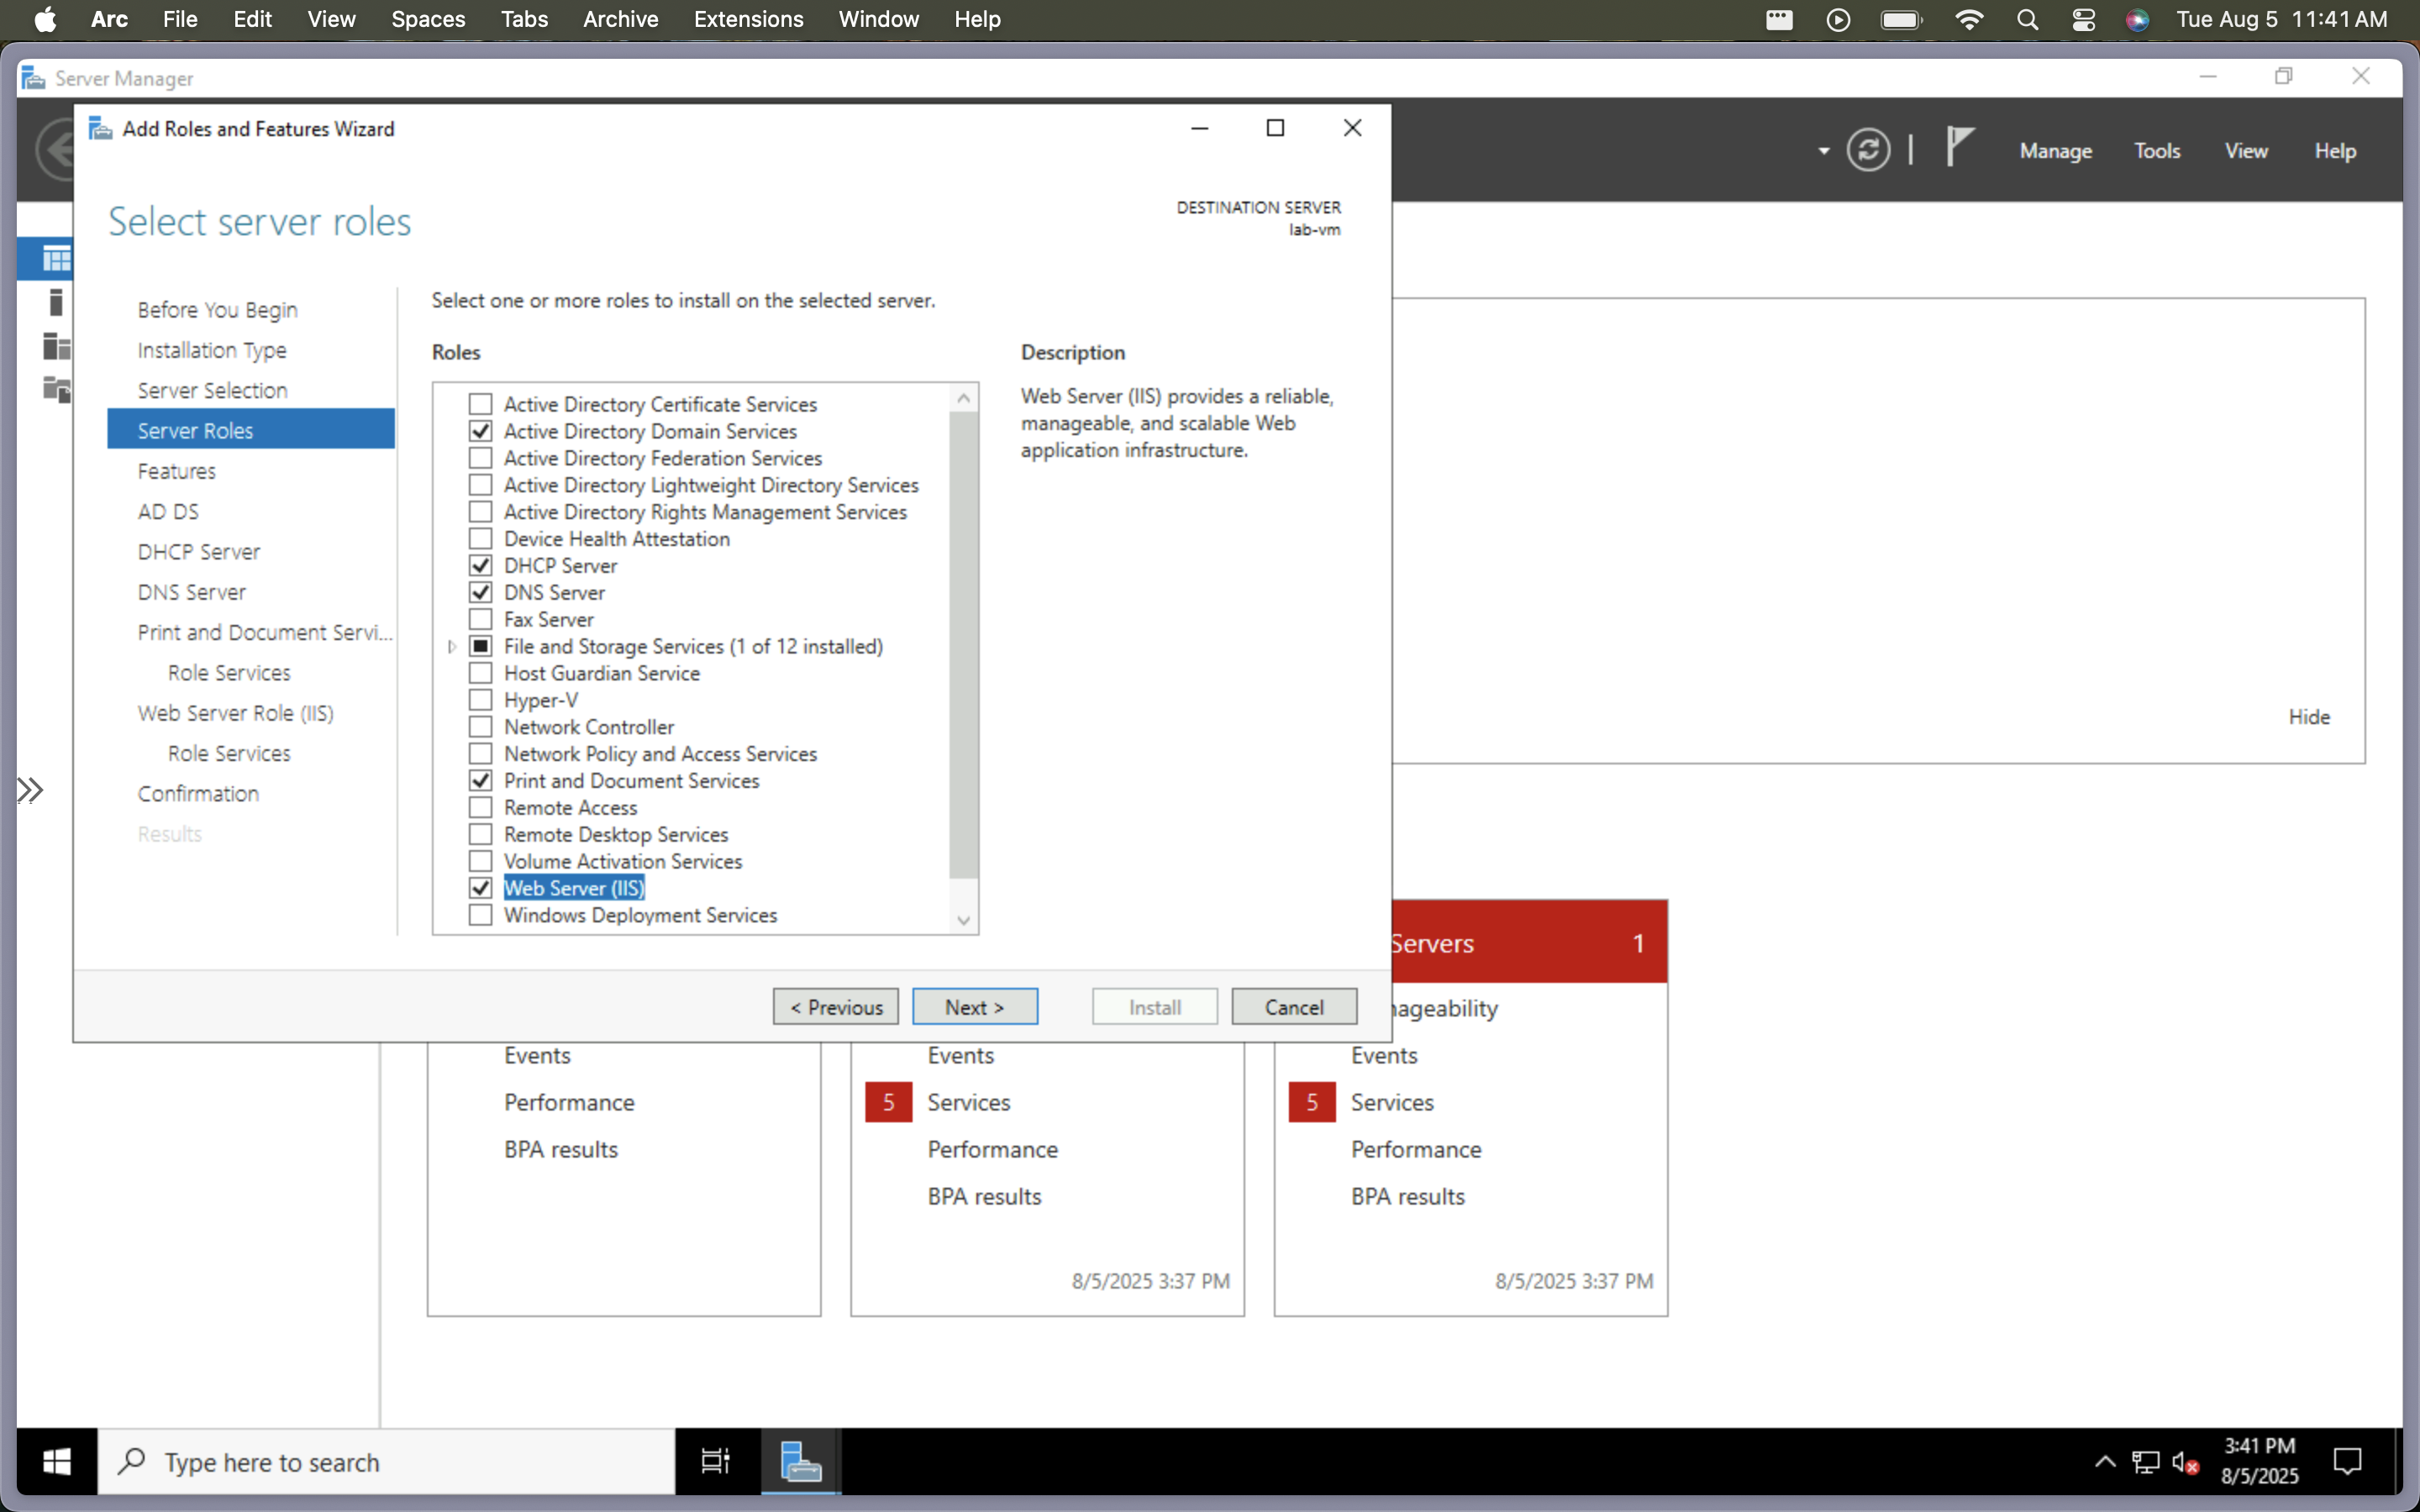 Arc File Edit View Spaces Tabs Archive Extensions Window Help Tue Aug 5 11:41 AM
Server Manager
Add Roles and Features Wizard
Manage Tools View Help
Select server roles
DESTINATION SERVER
lab-vm
Before You Begin
Installation Type
Server Selection
Server Roles
Features
AD DS
DHCP Server
DNS Server
Print and Document Servi...
Role Services
Web Server Role (IIS)
Role Services
Confirmation
Results
Select one or more roles to install on the selected server.
Roles
Active Directory Certificate Services
Active Directory Domain Services
Active Directory Federation Services
Active Directory Lightweight Directory Services
Active Directory Rights Management Services
Device Health Attestation
DHCP Server
DNS Server
Fax Server
File and Storage Services (1 of 12 installed)
Host Guardian Service
Hyper-V
Network Controller
Network Policy and Access Services
Print and Document Services
Remote Access
Remote Desktop Services
Volume Activation Services
Web Server (IIS)
Windows Deployment Services
Description
Web Server (IIS) provides a reliable,
manageable, and scalable Web
application infrastructure.
< Previous Next > Install Cancel
Hide
Servers 1
nageability
Events
Performance
BPA results
Events
5 Services
Performance
BPA results
8/5/2025 3:37 PM
Events
5 Services
Performance
BPA results
8/5/2025 3:37 PM
Type here to search
3:41 PM
8/5/2025